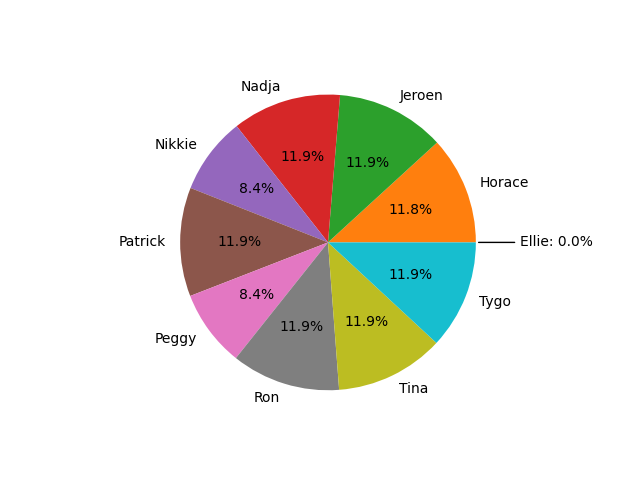 Nadja
Jeroen
Nikkie
11.9%
11.9%
Horace
8.4%
11.8%
Patrick
11.9%
Ellie: 0.0%
8.4%
11.9%
Tygo
Peggy
11.9%
11.9%
Ron
Tina